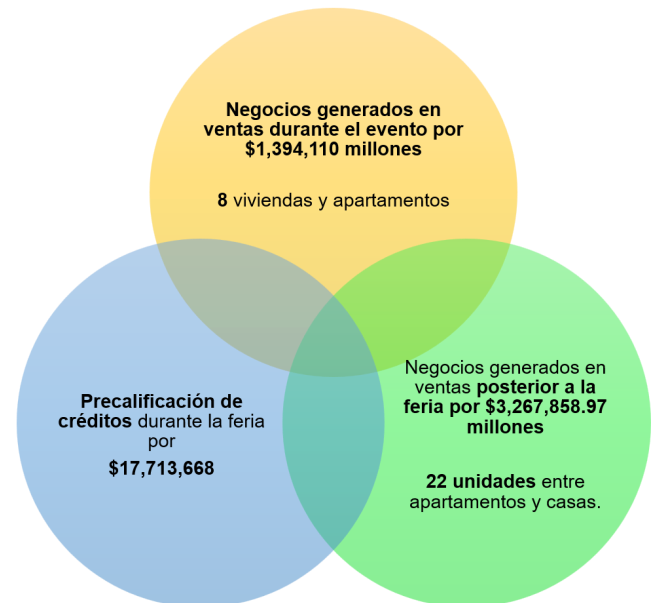 Negocios generados en
ventas durante el evento por
$1,394,110 millones
8 viviendas y apartamentos
Precalificación de
créditos durante la feria
por
$17,713,668
Negocios generados en
ventas posterior a la
feria por $3,267,858.97
millones
22 unidades entre
apartamentos y casas.